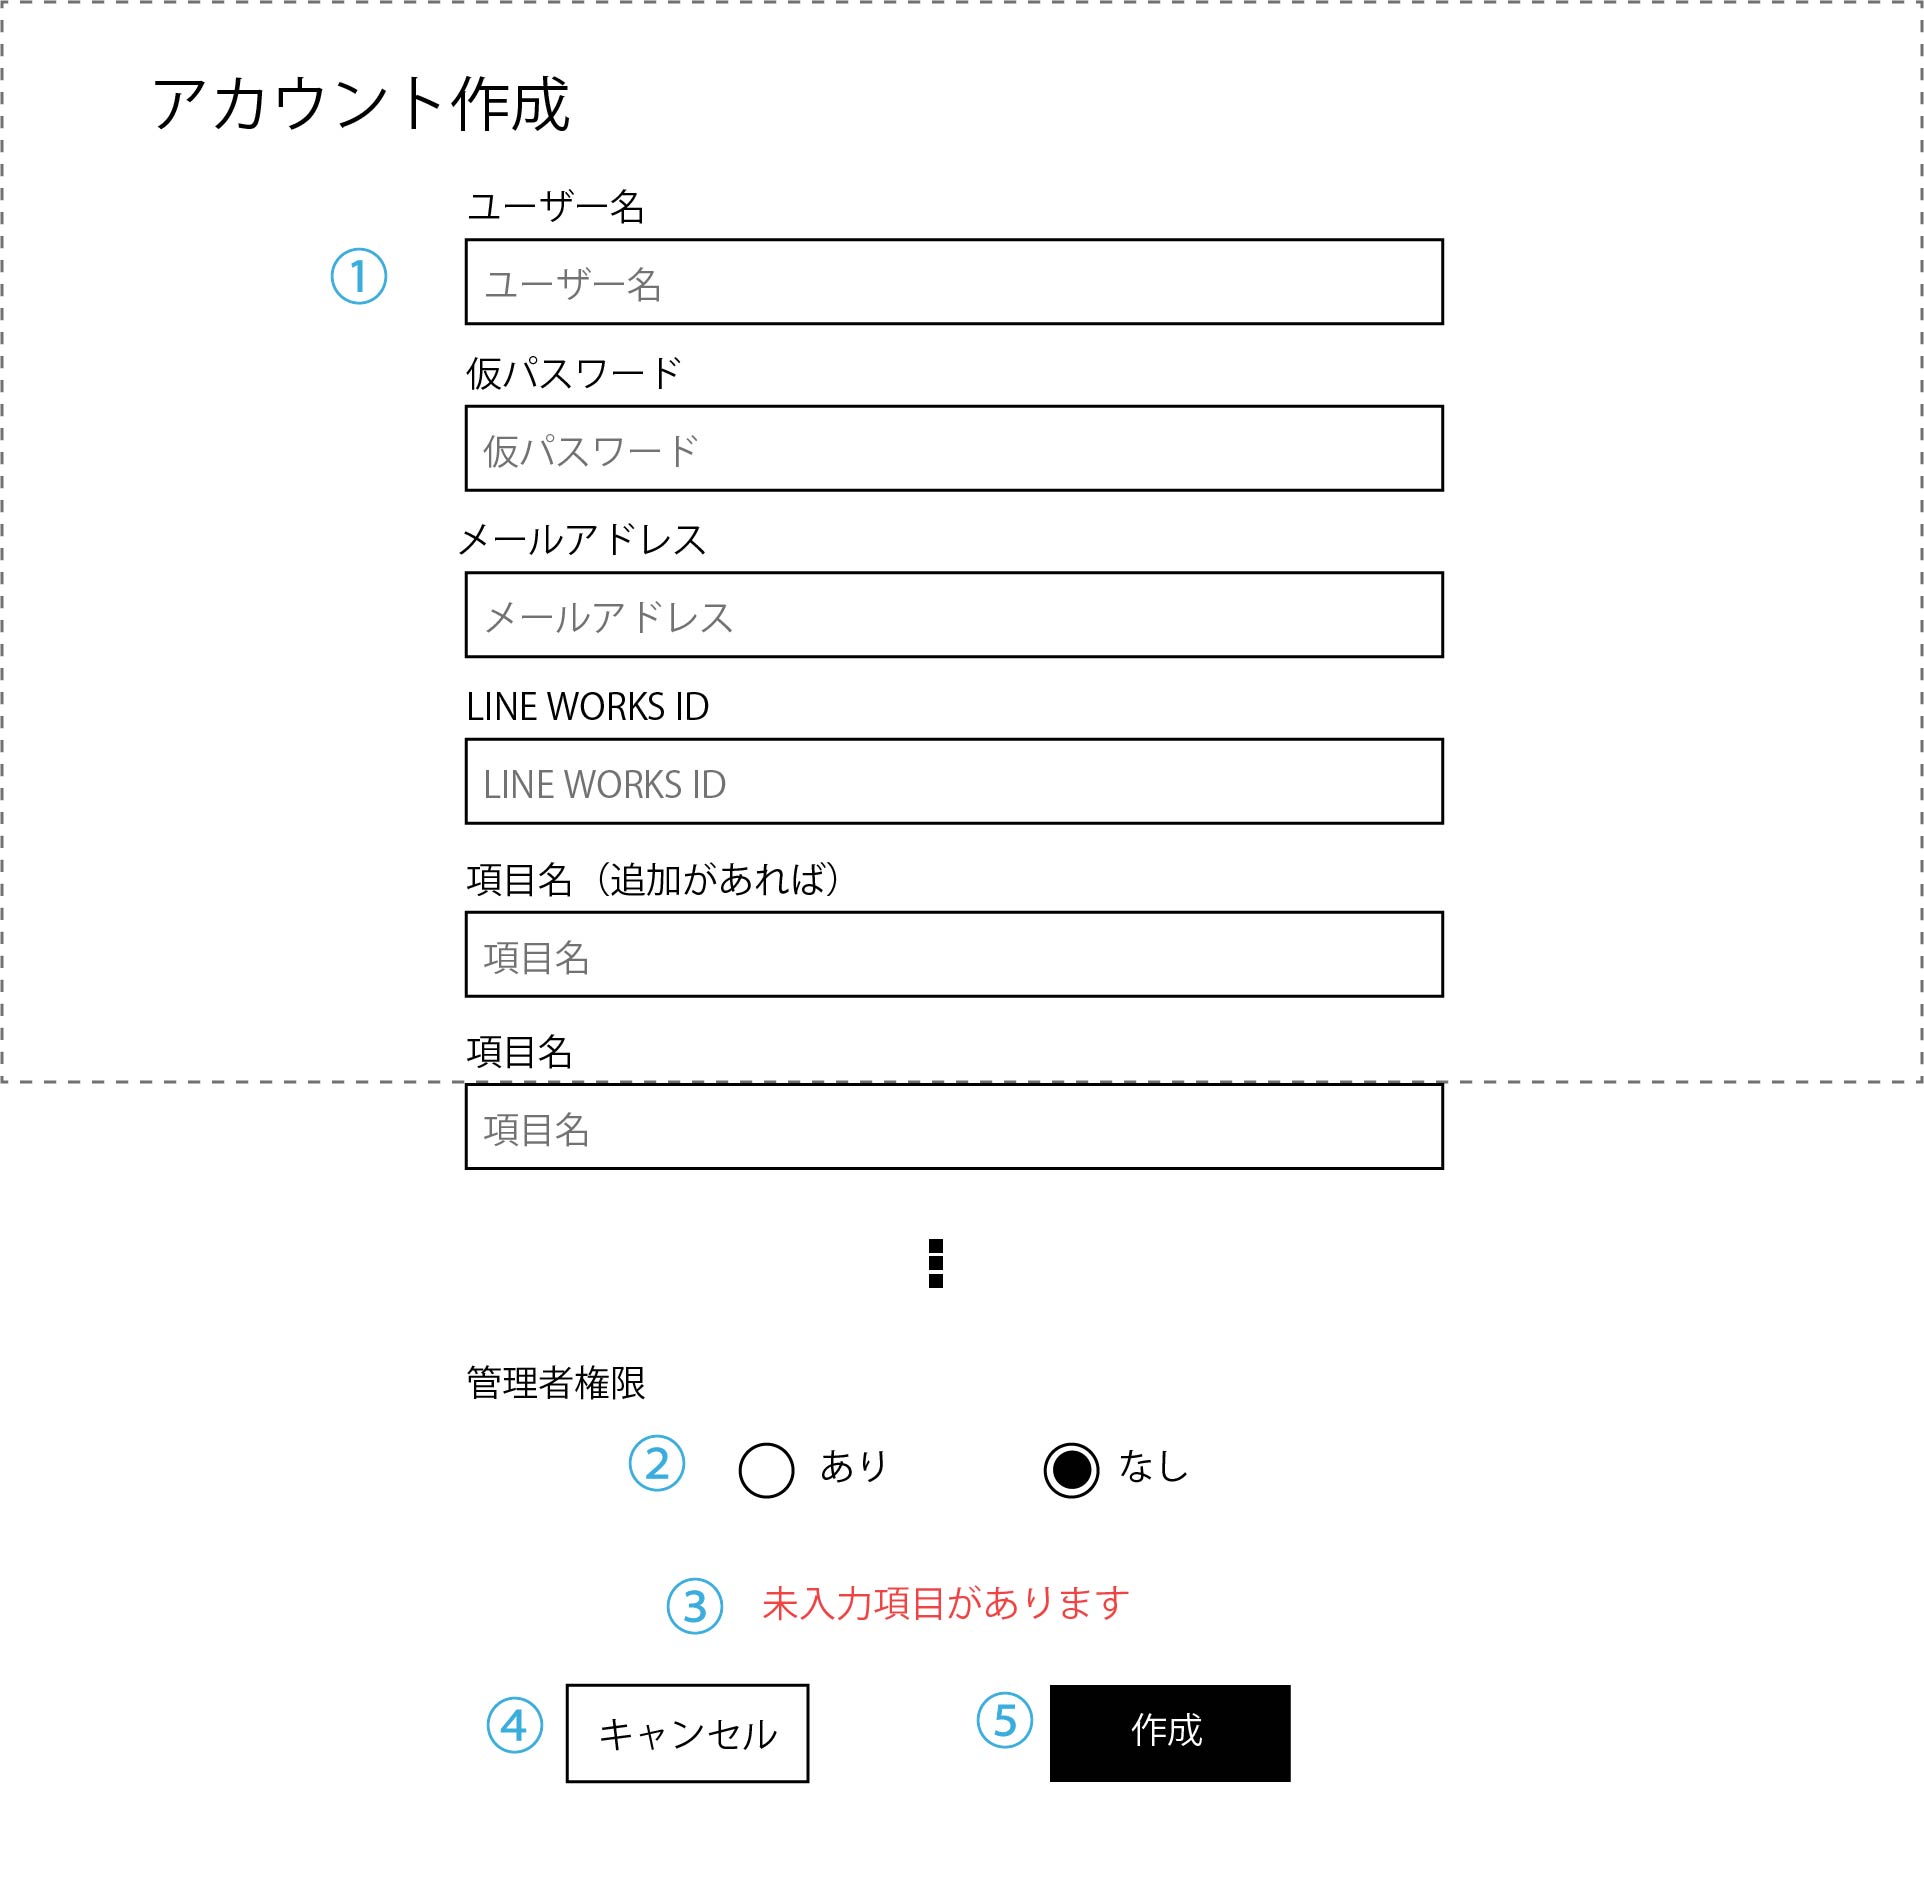 アカウント作成
ユーザー名
① ユーザー名
仮パスワード
仮パスワード
メールアドレス
メールアドレス
LINE WORKS ID
LINE WORKS ID
項目名（追加があれば）
項目名
項目名
項目名
管理者権限
② あり なし
③ 未入力項目があります
④ キャンセル ⑤ 作成